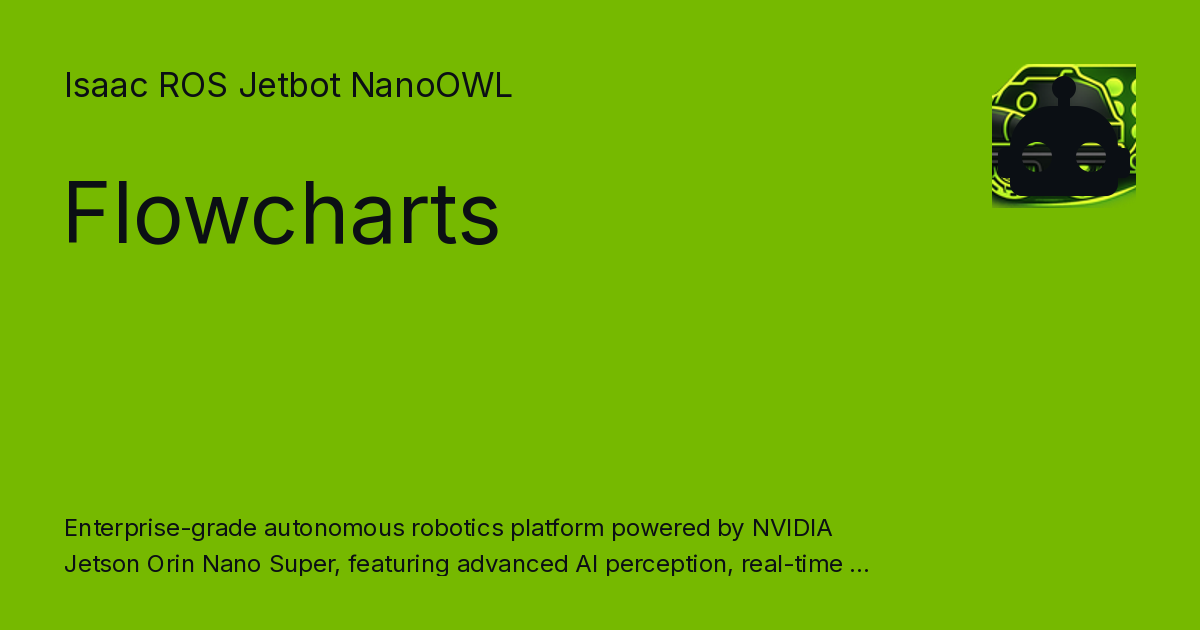 Isaac ROS Jetbot NanoOWL
Flowcharts
Enterprise-grade autonomous robotics platform powered by NVIDIA
Jetson Orin Nano Super, featuring advanced AI perception, real-time ...